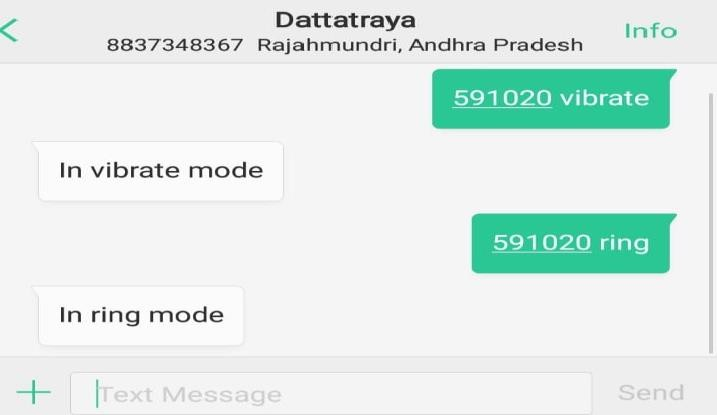 Dattatraya
Info
8837348367 Rajahmundri, Andhra Pradesh
591020 vibrate
In vibrate mode
591020 ring
In ring mode
Text Message
Send